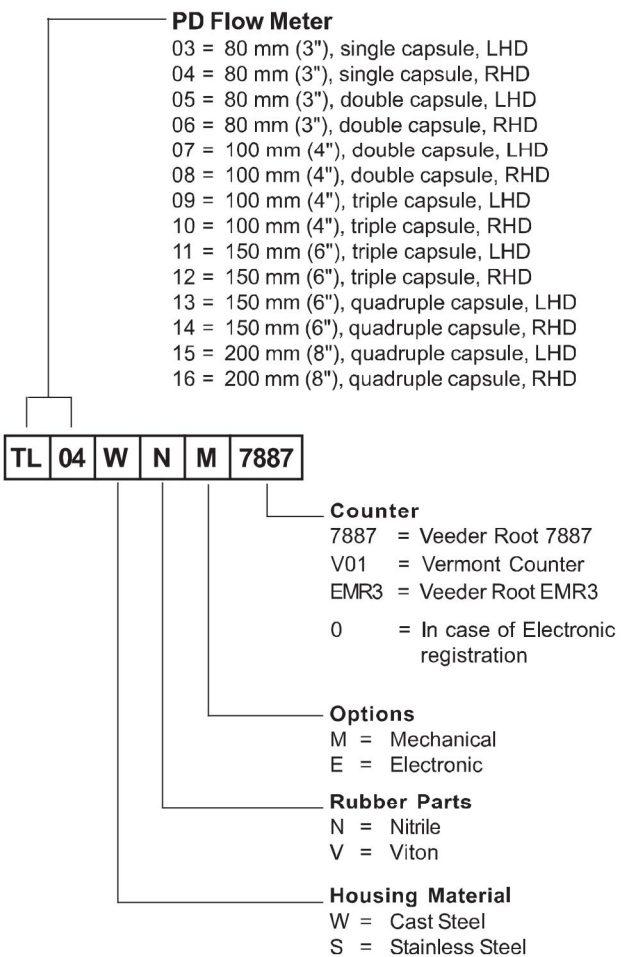 PD Flow Meter
03 = 80 mm (3"), single capsule, LHD
04 = 80 mm (3"), single capsule, RHD
05 = 80 mm (3"), double capsule, LHD
06 = 80 mm (3"), double capsule, RHD
07 = 100 mm (4"), double capsule, LHD
08 = 100 mm (4"), double capsule, RHD
09 = 100 mm (4"), triple capsule, LHD
10 = 100 mm (4"), triple capsule, RHD
11 = 150 mm (6"), triple capsule, LHD
12 = 150 mm (6"), triple capsule, RHD
13 = 150 mm (6"), quadruple capsule, LHD
14 = 150 mm (6"), quadruple capsule, RHD
15 = 200 mm (8"), quadruple capsule, LHD
16 = 200 mm (8"), quadruple capsule, RHD
TL 04 W N M 7887
Counter
7887 = Veeder Root 7887
V01 = Vermont Counter
EMR3 = Veeder Root EMR3
0 = In case of Electronic
registration
Options
M = Mechanical
E = Electronic
Rubber Parts
N = Nitrile
V = Viton
Housing Material
W = Cast Steel
S = Stainless Steel